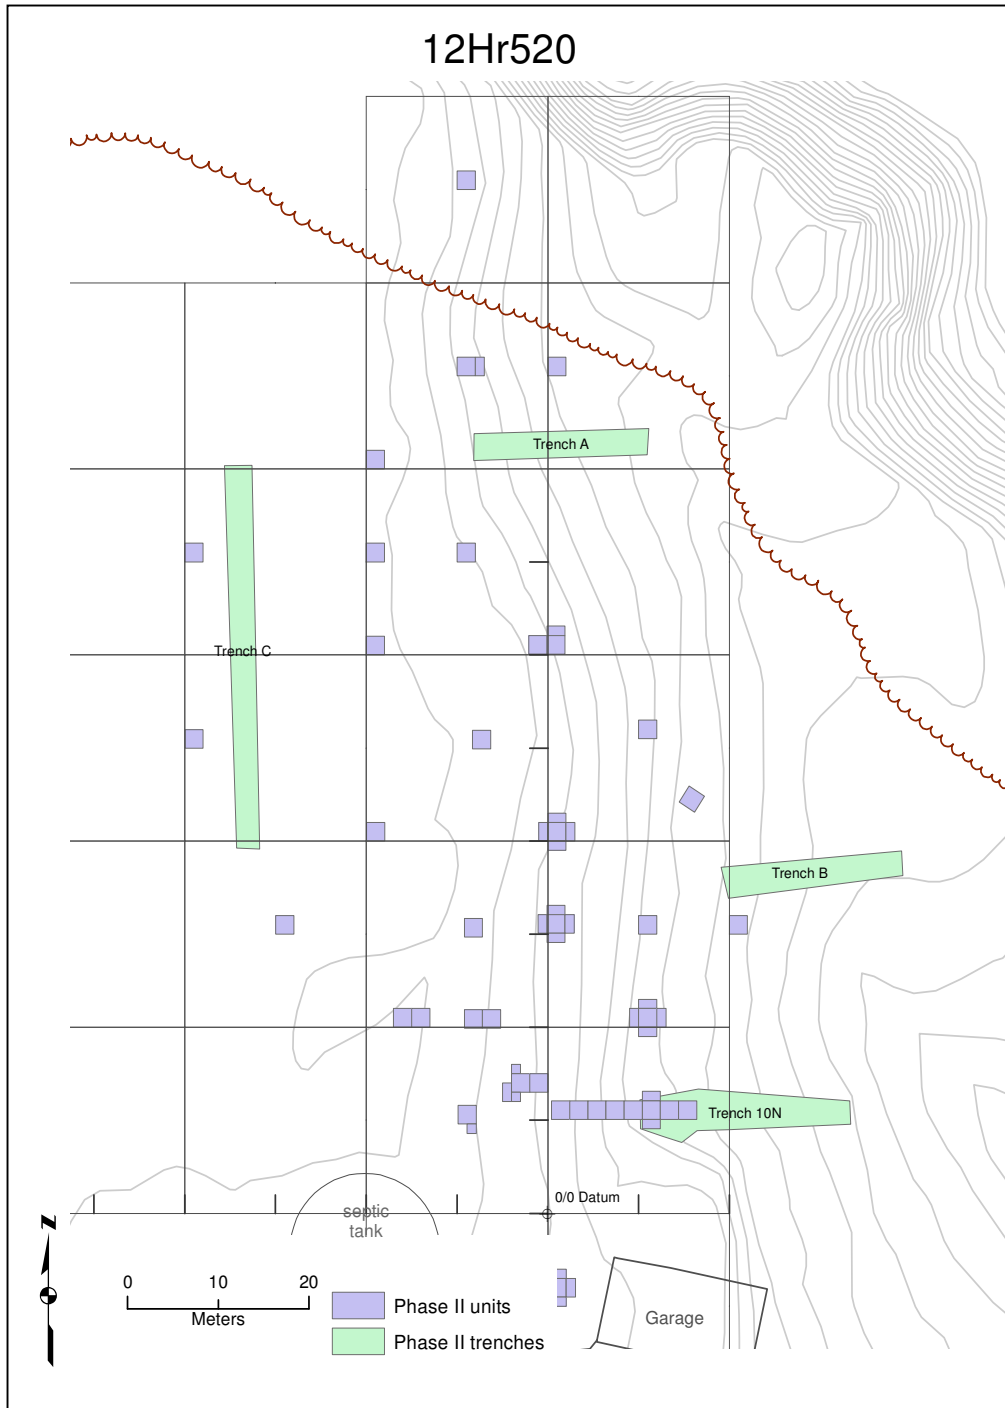 12Hr520
Trench A
Trench C
Trench B
Trench 10N
0/0 Datum
septic
tank
z
0 10 20
Meters
Phase II units
Phase II trenches
Garage